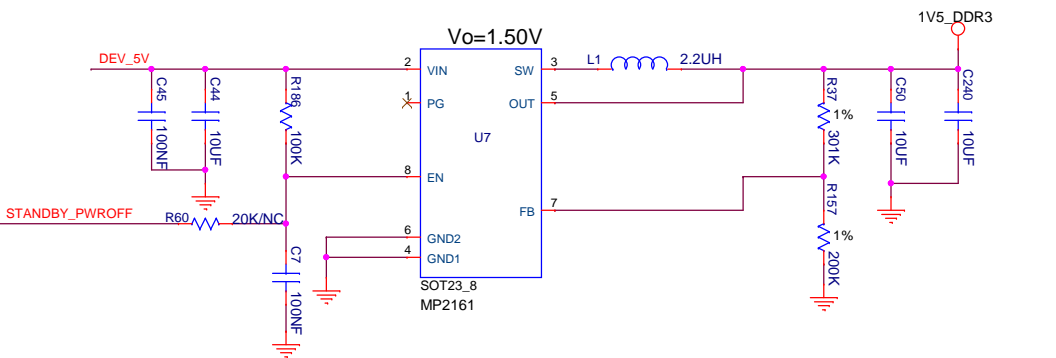 1V5_DDR3
Vo=1.50V
DEV_5V
2
VIN
SW
3
L1
2.2UH
C45
100NF
C44
10UF
R186
100K
1
PG
OUT
5
R37
1%
301K
C50
10UF
C240
10UF
U7
8
EN
STANDBY_PWROFF
R60
20K/NC
FB
7
R157
1%
200K
6
GND2
4
GND1
C7
100NF
SOT23_8
MP2161